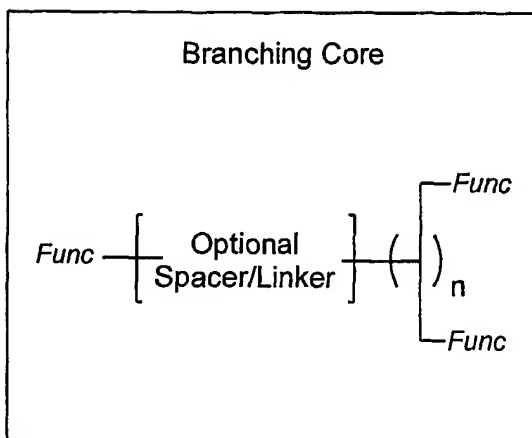 Branching Core
Func
Func
Optional
Spacer/Linker
( )n
Func